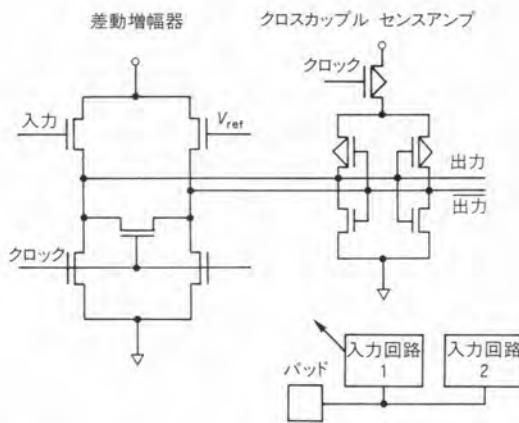 差動増幅器
クロスカップル センスアンプ
クロック
入力
Vref
出力
出力
クロック
入力回路
1
入力回路
2
パッド